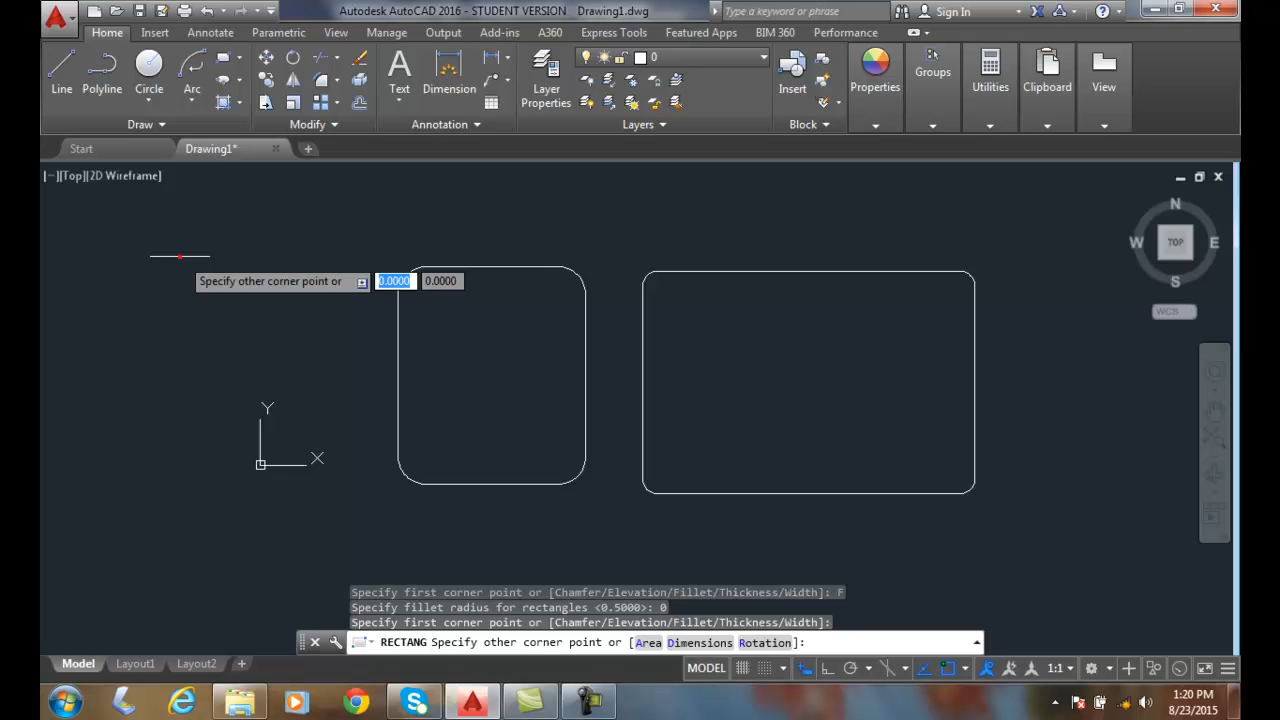 Autodesk AutoCAD 2016 - STUDENT VERSION Drawing1.dwg
Type a keyword or phrase
Sign In
Home Insert Annotate Parametric View Manage Output Add-ins A360 Express Tools Featured Apps BIM 360 Performance
Line Polyline Circle Arc
Text Dimension
Layer Properties
0
Insert
Properties
Groups
Utilities
Clipboard
View
Draw Modify Annotation Layers Block
Start Drawing1*
[−][Top][2D Wireframe]
N
W TOP E
S
WCS
Specify other corner point or 0.0000 0.0000
Y
X
Specify first corner point or [Chamfer/Elevation/Fillet/Thickness/Width]: F
Specify fillet radius for rectangles <0.5000>: 0
Specify first corner point or [Chamfer/Elevation/Fillet/Thickness/Width]:
RECTANG Specify other corner point or [Area Dimensions Rotation]:
Model Layout1 Layout2
MODEL 1:1
1:20 PM
8/23/2015